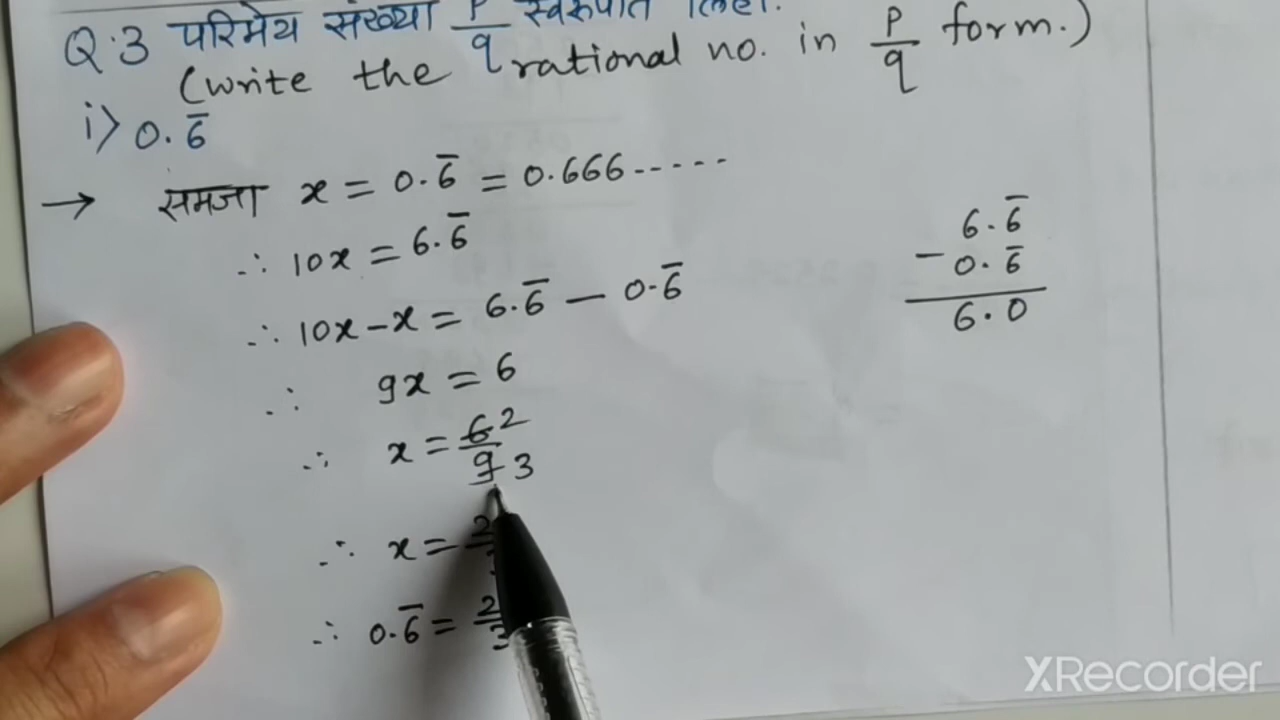 Q.3 परिमेय संख्या p/q स्वरूपात लिहा.
(write the rational no. in p/q form.)
i) 0.6̅
→ समजा x = 0.6̅ = 0.666.....
∴ 10x = 6.6̅
∴ 10x - x = 6.6̅ - 0.6̅
6.6̅
- 0.6̅
6.0
∴ 9x = 6
∴ x = 6/9 2 3
∴ x = 2
∴ 0.6̅ = 2/3
XRecorder